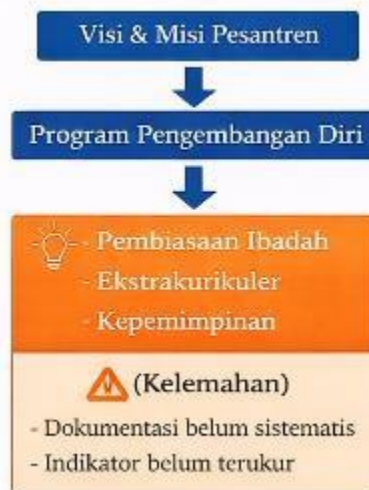 Visi & Misi Pesantren
Program Pengembangan Diri
- Pembiasaan Ibadah
- Ekstrakurikuler
- Kepemimpinan
(Kelemahan)
- Dokumentasi belum sistematis
- Indikator belum terukur